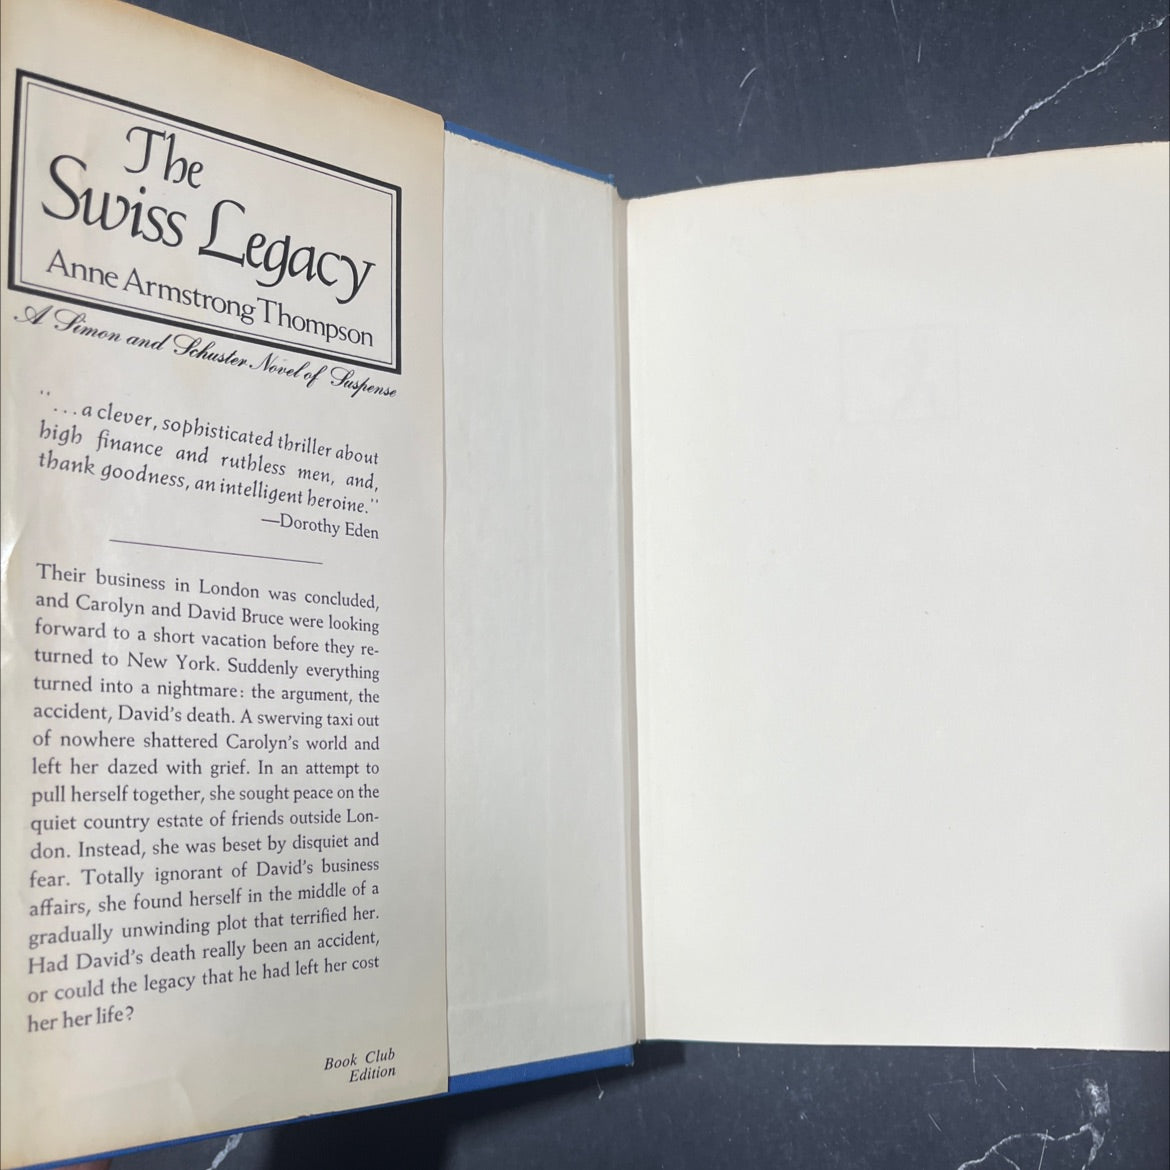 The
Swiss Legacy
Anne Armstrong Thompson
A Simon and Schuster Novel of Suspense
"...a clever, sophisticated thriller about
high finance and ruthless men, and,
thank goodness, an intelligent heroine."
—Dorothy Eden
Their business in London was concluded,
and Carolyn and David Bruce were looking
forward to a short vacation before they re-
turned to New York. Suddenly everything
turned into a nightmare: the argument, the
accident, David's death. A swerving taxi out
of nowhere shattered Carolyn's world and
left her dazed with grief. In an attempt to
pull herself together, she sought peace on the
quiet country estate of friends outside Lon-
don. Instead, she was beset by disquiet and
fear. Totally ignorant of David's business
affairs, she found herself in the middle of a
gradually unwinding plot that terrified her.
Had David's death really been an accident,
or could the legacy that he had left her cost
her her life?
Book Club
Edition